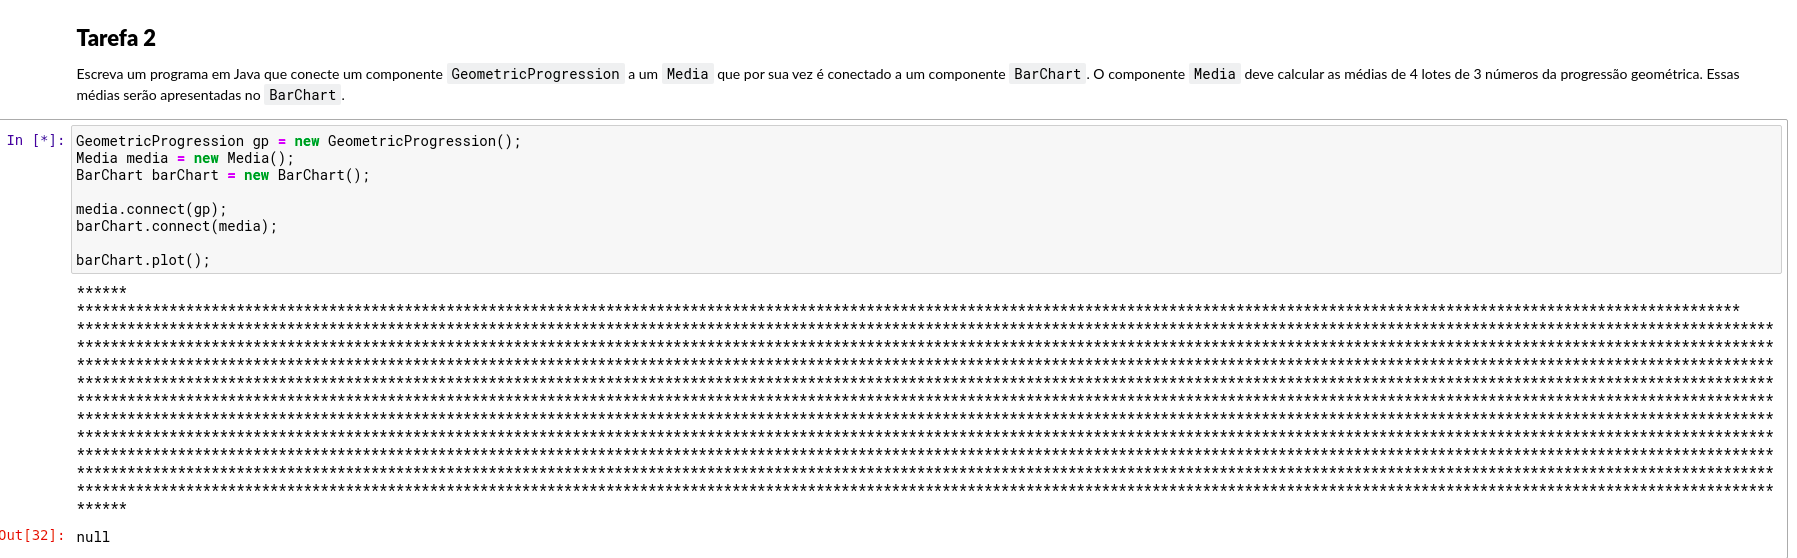 Tarefa 2
Escreva um programa em Java que conecte um componente GeometricProgression a um Media que por sua vez é conectado a um componente BarChart. O componente Media deve calcular as médias de 4 lotes de 3 números da progressão geométrica. Essas
médias serão apresentadas no BarChart.
In [*]:
GeometricProgression gp = new GeometricProgression();
Media media = new Media();
BarChart barChart = new BarChart();
media.connect(gp);
barChart.connect(media);
barChart.plot();
******
******
Out[32]: null